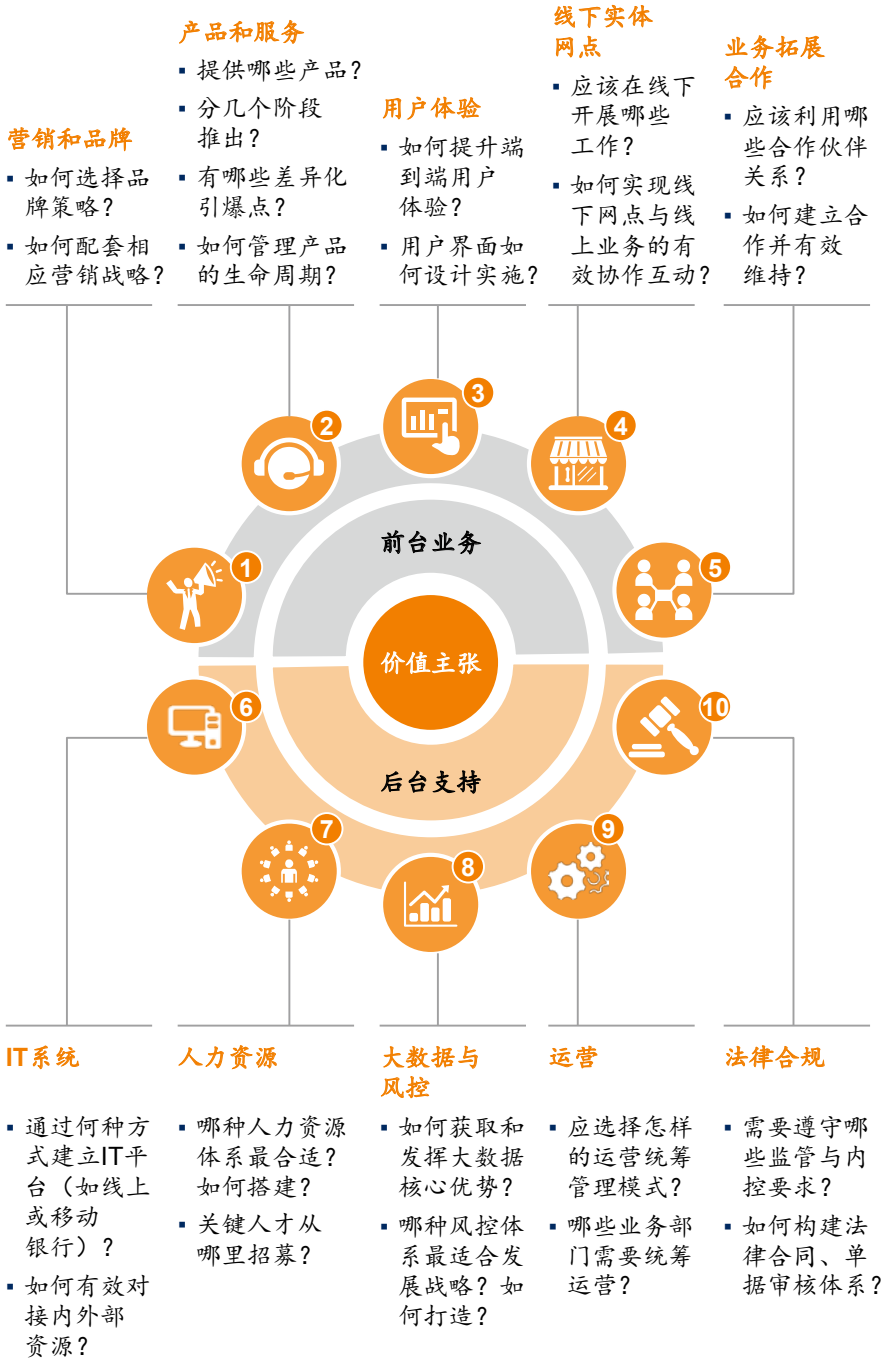 营销和品牌
▪ 如何选择品
牌策略？
▪ 如何配套相
应营销战略？
产品和服务
▪ 提供哪些产品？
▪ 分几个阶段
推出？
▪ 有哪些差异化
引爆点？
▪ 如何管理产品
的生命周期？
用户体验
▪ 如何提升端
到端用户
体验？
▪ 用户界面如
何设计实施？
线下实体
网点
▪ 应该在线下
开展哪些
工作？
▪ 如何实现线
下网点与线
上业务的有
效协作互动？
业务拓展
合作
▪ 应该利用哪
些合作伙伴
关系？
▪ 如何建立合
作并有效
维持？
1
2
3
4
5
前台业务
价值主张
后台支持
6
7
8
9
10
IT系统
▪ 通过何种方
式建立IT平
台（如线上
或移动
银行）？
▪ 如何有效对
接内外部
资源？
人力资源
▪ 哪种人力资源
体系最合适？
如何搭建？
▪ 关键人才从
哪里招募？
大数据与
风控
▪ 如何获取和
发挥大数据
核心优势？
▪ 哪种风控体
系最适合发
展战略？如
何打造？
运营
▪ 应选择怎样
的运营统筹
管理模式？
▪ 哪些业务部
门需要统筹
运营？
法律合规
▪ 需要遵守哪
些监管与内
控要求？
▪ 如何构建法
律合同、单
据审核体系？